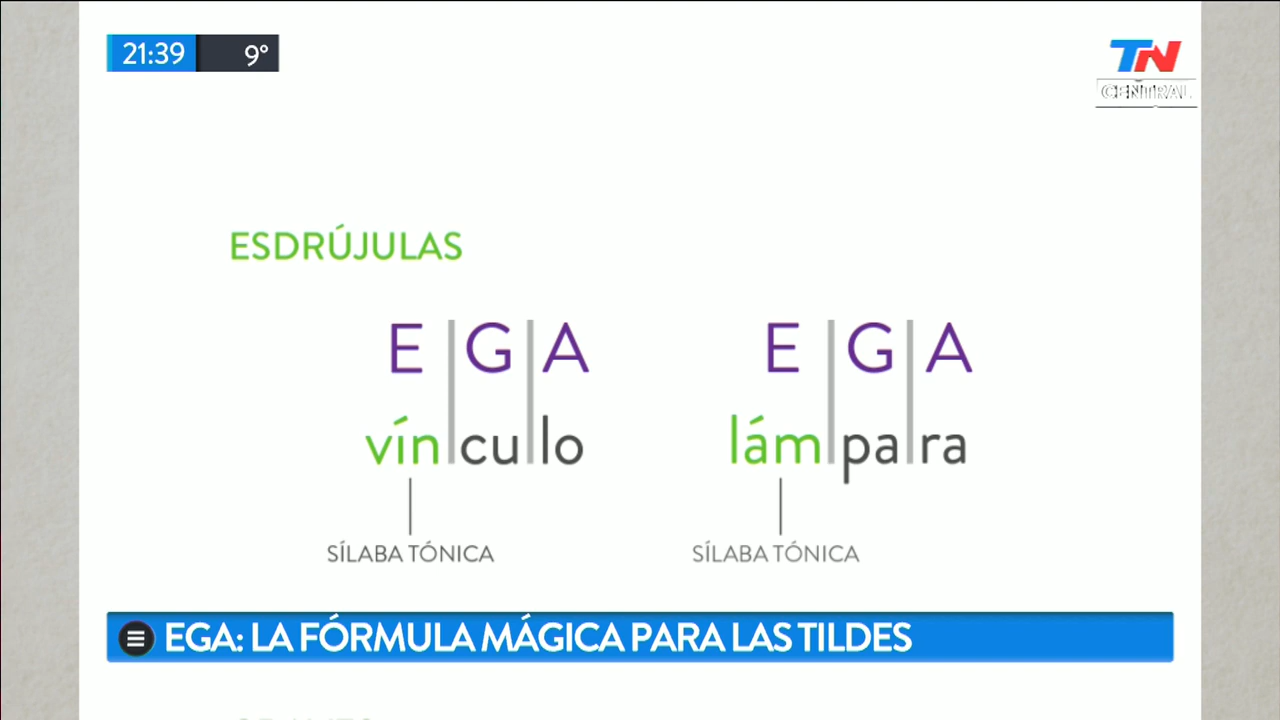 21:39 9°
TN
CENTRAL
ESDRÚJULAS
E G A E G A
vín cu lo lám pa ra
SÍLABA TÓNICA SÍLABA TÓNICA
EGA: LA FÓRMULA MÁGICA PARA LAS TILDES